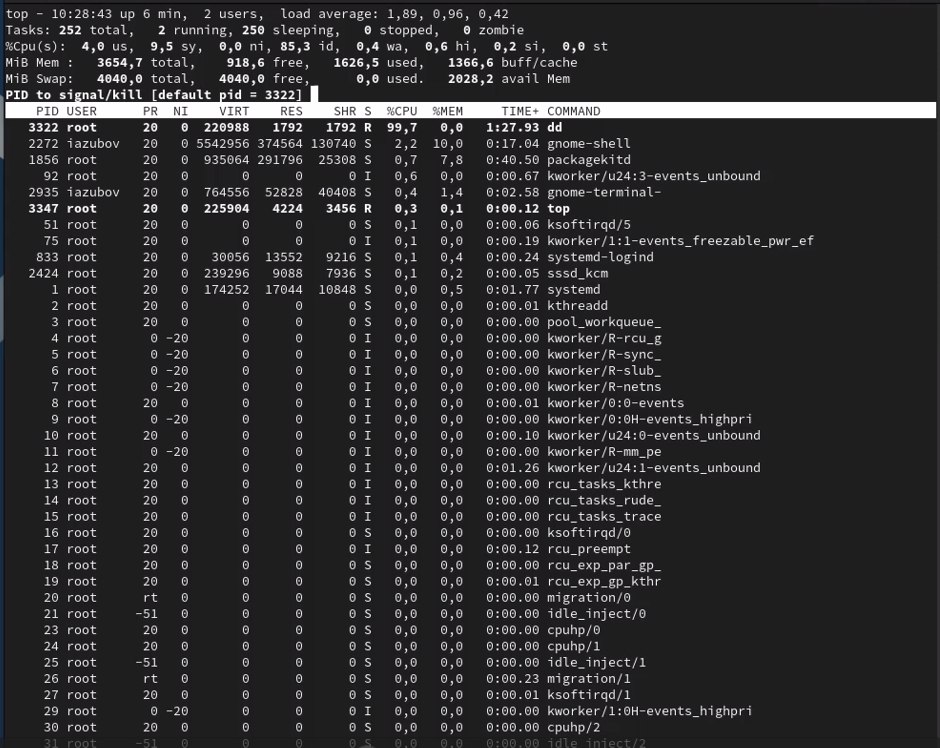 top - 10:28:43 up 6 min,  2 users,  load average: 1,89, 0,96, 0,42
Tasks: 252 total,   2 running, 250 sleeping,   0 stopped,   0 zombie
%Cpu(s):  4,0 us,  9,5 sy,  0,0 ni, 85,3 id,  0,4 wa,  0,6 hi,  0,2 si,  0,0 st
MiB Mem :   3654,7 total,    918,6 free,   1626,5 used,   1366,6 buff/cache
MiB Swap:   4040,0 total,   4040,0 free,      0,0 used.   2028,2 avail Mem
PID to signal/kill [default pid = 3322]
PID USER PR NI VIRT RES SHR S %CPU %MEM TIME+ COMMAND
3322 root 20 0 220988 1792 1792 R 99,7 0,0 1:27.93 dd
2272 iazubov 20 0 5542956 374564 130740 S 2,2 10,0 0:17.04 gnome-shell
1856 root 20 0 935064 291796 25308 S 0,7 7,8 0:40.50 packagekitd
92 root 20 0 0 0 0 I 0,6 0,0 0:00.67 kworker/u24:3-events_unbound
2935 iazubov 20 0 764556 52828 40408 S 0,4 1,4 0:02.58 gnome-terminal-
3347 root 20 0 225904 4224 3456 R 0,3 0,1 0:00.12 top
51 root 20 0 0 0 0 S 0,1 0,0 0:00.06 ksoftirqd/5
75 root 20 0 0 0 0 I 0,1 0,0 0:00.19 kworker/1:1-events_freezable_pwr_ef
833 root 20 0 30056 13552 9216 S 0,1 0,4 0:00.24 systemd-logind
2424 root 20 0 239296 9088 7936 S 0,1 0,2 0:00.05 sssd_kcm
1 root 20 0 174252 17044 10848 S 0,0 0,5 0:01.77 systemd
2 root 20 0 0 0 0 S 0,0 0,0 0:00.01 kthreadd
3 root 20 0 0 0 0 S 0,0 0,0 0:00.00 pool_workqueue_
4 root 0 -20 0 0 0 I 0,0 0,0 0:00.00 kworker/R-rcu_g
5 root 0 -20 0 0 0 I 0,0 0,0 0:00.00 kworker/R-sync_
6 root 0 -20 0 0 0 I 0,0 0,0 0:00.00 kworker/R-slub_
7 root 0 -20 0 0 0 I 0,0 0,0 0:00.00 kworker/R-netns
8 root 20 0 0 0 0 I 0,0 0,0 0:00.01 kworker/0:0-events
9 root 0 -20 0 0 0 I 0,0 0,0 0:00.00 kworker/0:0H-events_highpri
10 root 20 0 0 0 0 I 0,0 0,0 0:00.10 kworker/u24:0-events_unbound
11 root 0 -20 0 0 0 I 0,0 0,0 0:00.00 kworker/R-mm_pe
12 root 20 0 0 0 0 I 0,0 0,0 0:01.26 kworker/u24:1-events_unbound
13 root 20 0 0 0 0 I 0,0 0,0 0:00.00 rcu_tasks_kthre
14 root 20 0 0 0 0 I 0,0 0,0 0:00.00 rcu_tasks_rude_
15 root 20 0 0 0 0 I 0,0 0,0 0:00.00 rcu_tasks_trace
16 root 20 0 0 0 0 S 0,0 0,0 0:00.00 ksoftirqd/0
17 root 20 0 0 0 0 I 0,0 0,0 0:00.12 rcu_preempt
18 root 20 0 0 0 0 S 0,0 0,0 0:00.00 rcu_exp_par_gp_
19 root 20 0 0 0 0 S 0,0 0,0 0:00.01 rcu_exp_gp_kthr
20 root rt 0 0 0 0 S 0,0 0,0 0:00.00 migration/0
21 root -51 0 0 0 0 S 0,0 0,0 0:00.00 idle_inject/0
23 root 20 0 0 0 0 S 0,0 0,0 0:00.00 cpuhp/0
24 root 20 0 0 0 0 S 0,0 0,0 0:00.00 cpuhp/1
25 root -51 0 0 0 0 S 0,0 0,0 0:00.00 idle_inject/1
26 root rt 0 0 0 0 S 0,0 0,0 0:00.23 migration/1
27 root 20 0 0 0 0 S 0,0 0,0 0:00.01 ksoftirqd/1
29 root 0 -20 0 0 0 I 0,0 0,0 0:00.00 kworker/1:0H-events_highpri
30 root 20 0 0 0 0 S 0,0 0,0 0:00.00 cpuhp/2
31 root -51 0 0 0 0 S 0,0 0,0 0:00.00 idle_inject/2